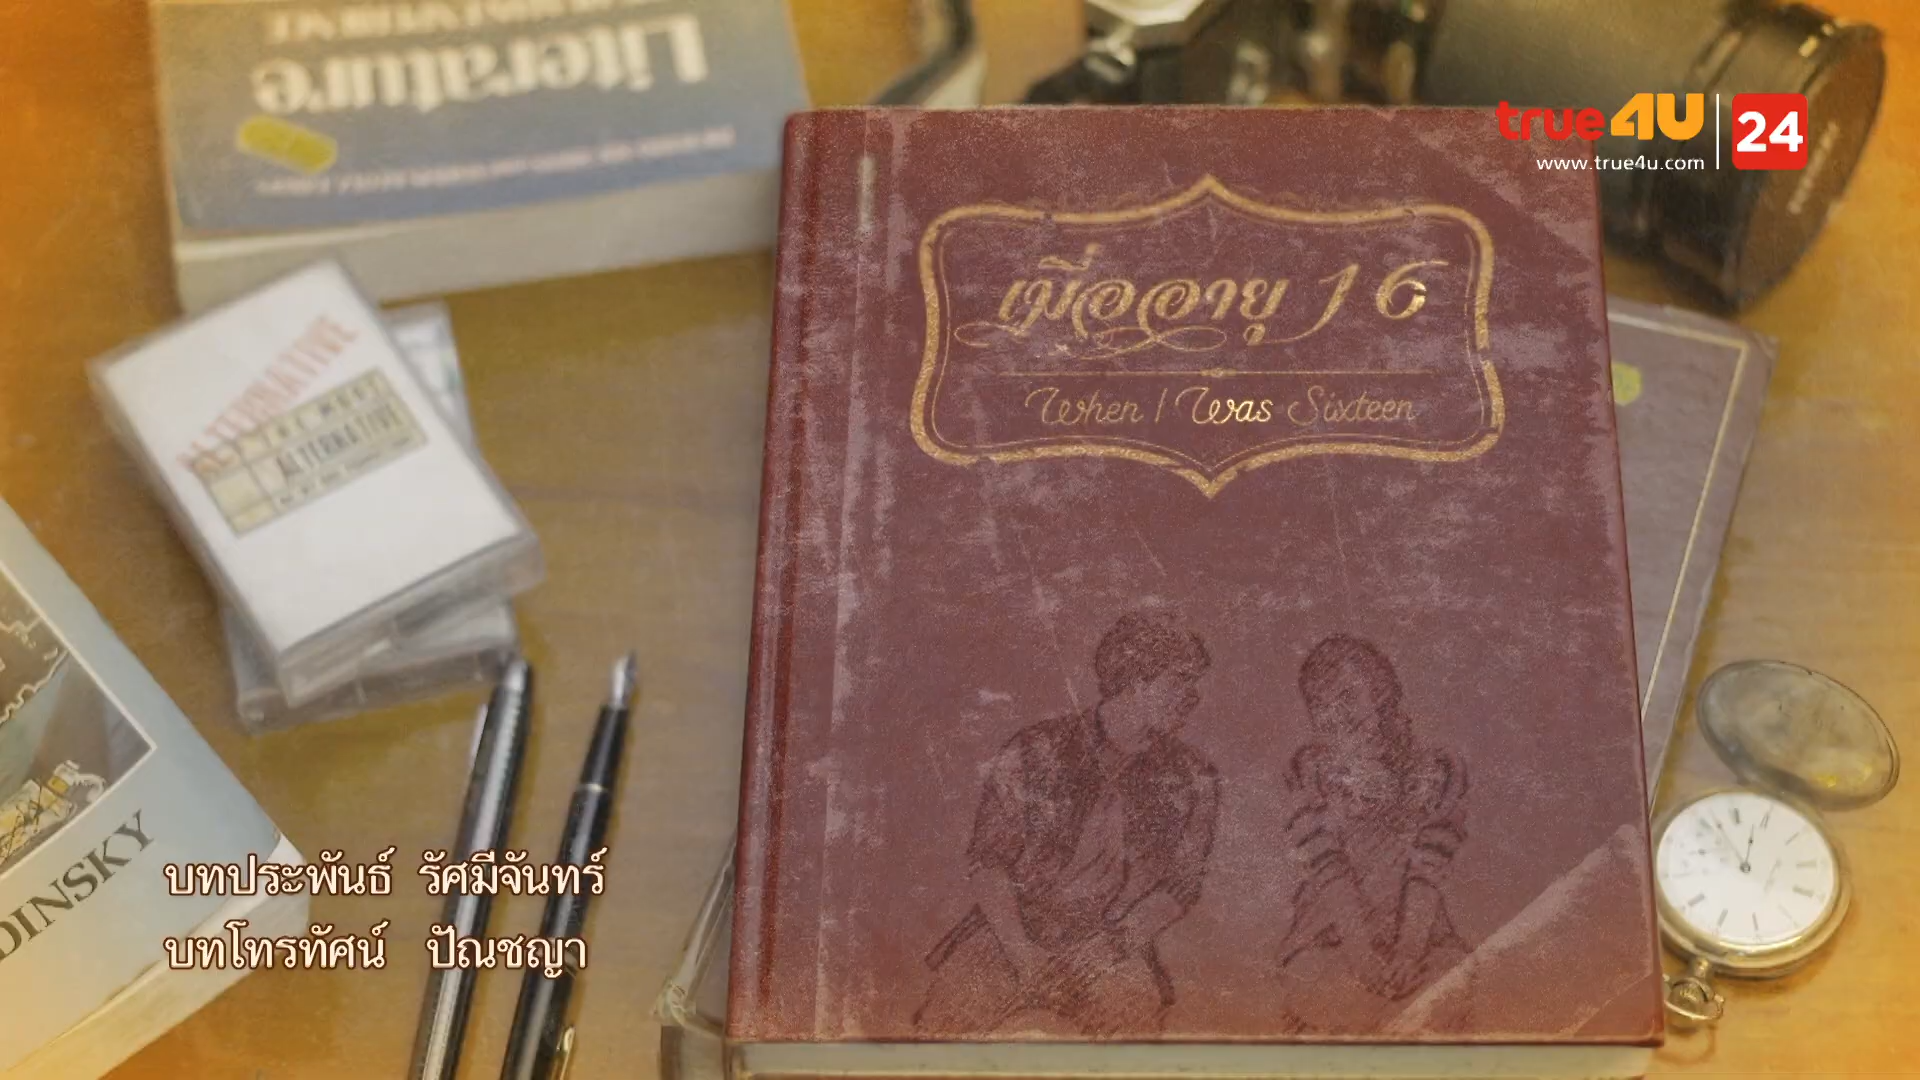 Literature
true4U
24
www.true4u.com
เมื่ออายุ 16
When I Was Sixteen
ALTERNATIVE
ALTERNATIVE
DINSKY
บทประพันธ์ รัศมีจันทร์
บทโทรทัศน์ ปัณชญา